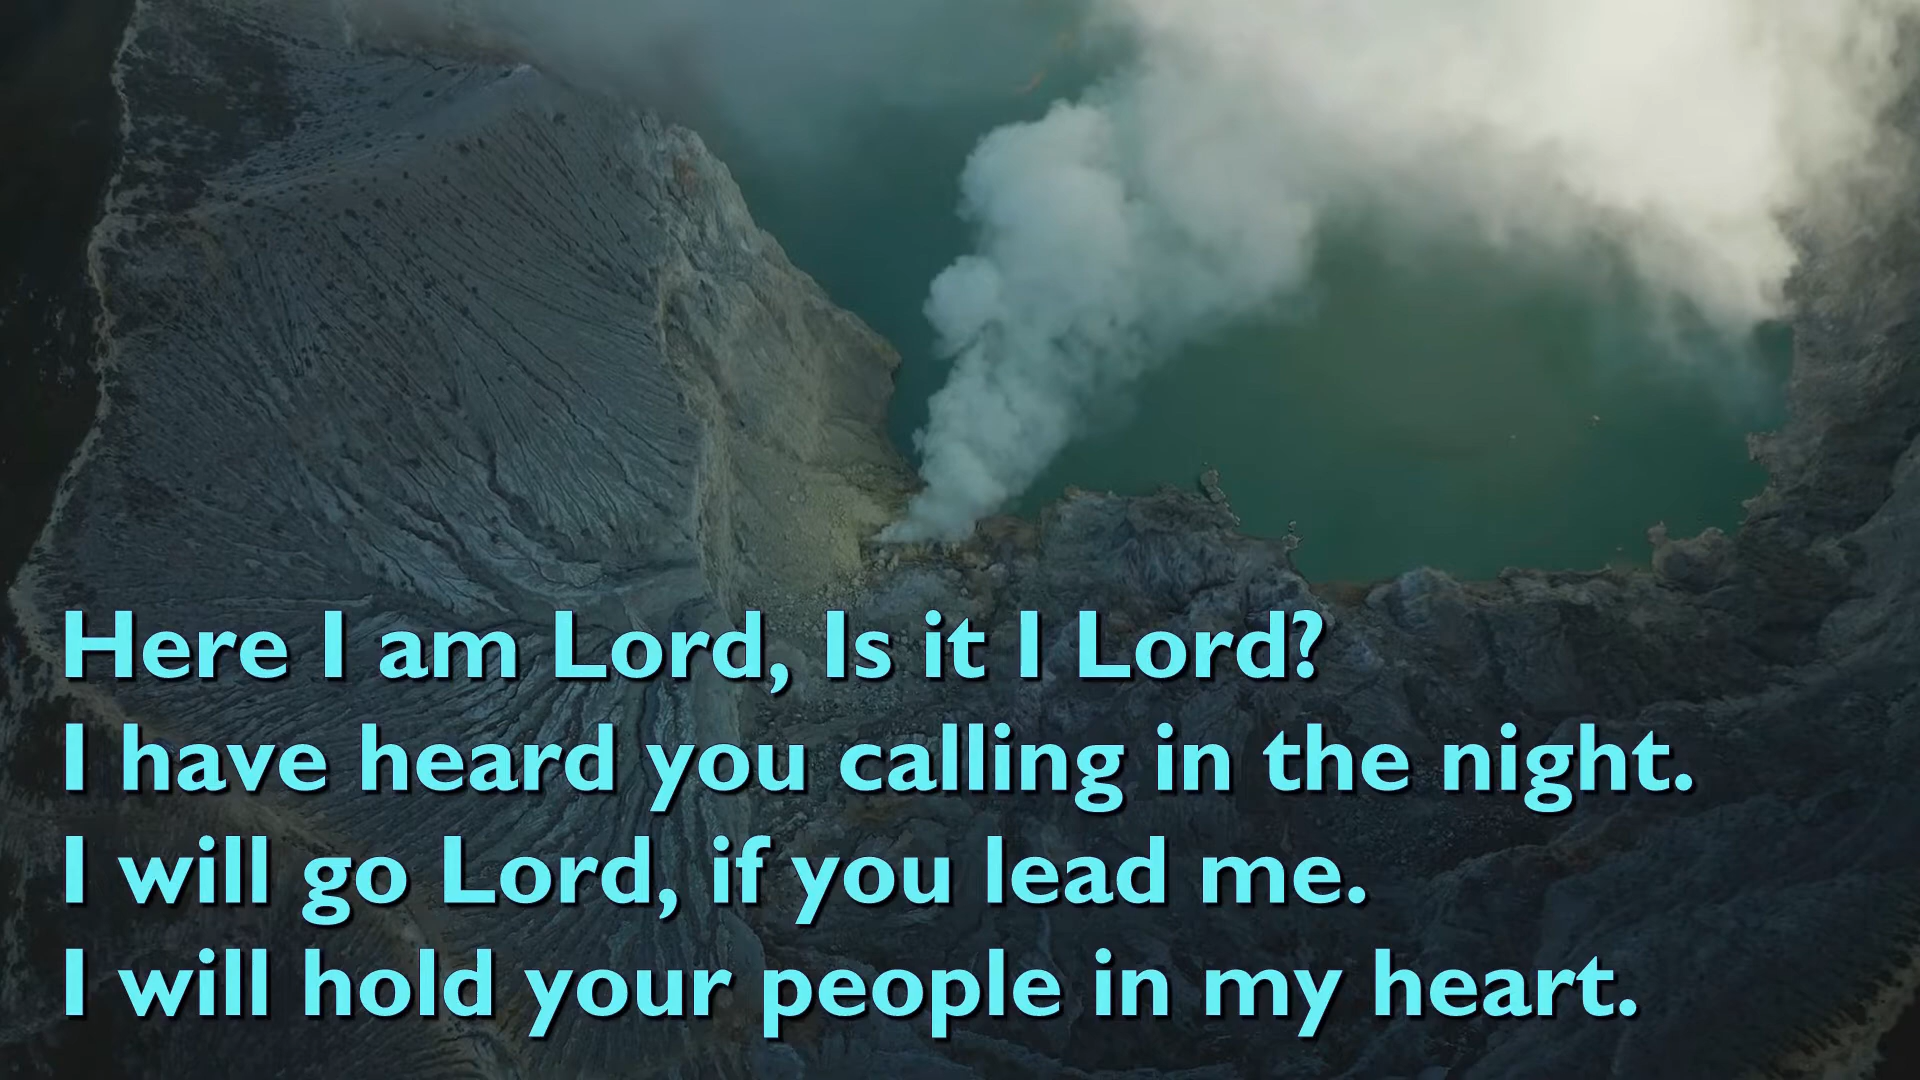 Here I am Lord, Is it I Lord?
I have heard you calling in the night.
I will go Lord, if you lead me.
I will hold your people in my heart.